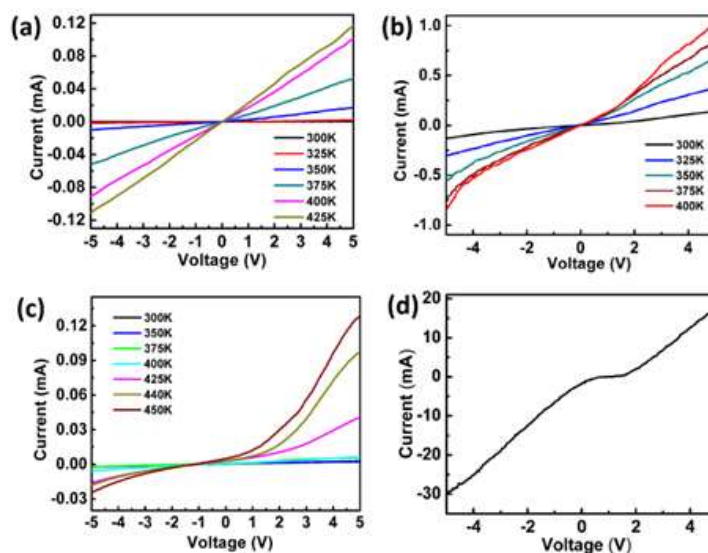 (a)
0.12
0.08
0.04
0.00
-0.04
-0.08
-0.12
Current (mA)
300K
325K
350K
375K
400K
425K
-5 -4 -3 -2 -1 0 1 2 3 4 5
Voltage (V)
(b)
1.0
0.5
0.0
-0.5
-1.0
Current (mA)
300K
325K
350K
375K
400K
-4 -2 0 2 4
Voltage (V)
(c)
0.12
0.09
0.06
0.03
0.00
-0.03
Current (mA)
300K
350K
375K
400K
425K
440K
450K
-5 -4 -3 -2 -1 0 1 2 3 4 5
Voltage (V)
(d)
20
10
0
-10
-20
-30
Current (mA)
-4 -2 0 2 4
Voltage (V)